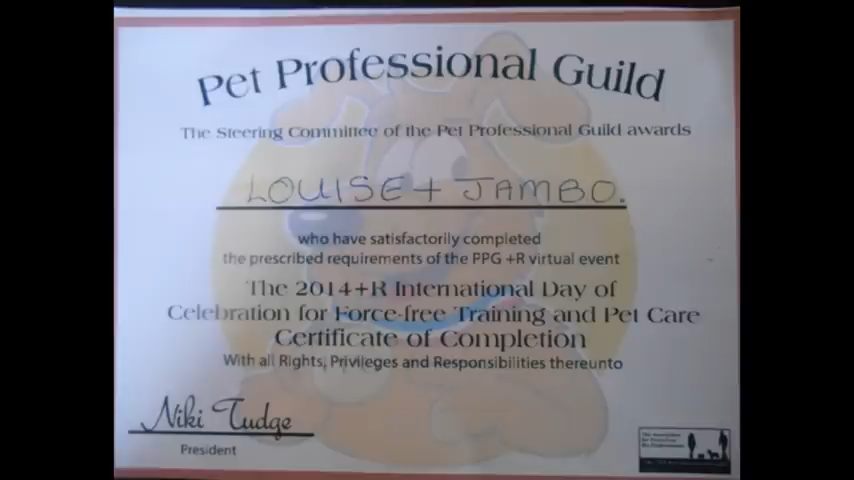 Pet Professional Guild
The Steering Committee of the Pet Professional Guild awards
LOUISE + JAMBO.
who have satisfactorily completed
the prescribed requirements of the PPG +R virtual event
The 2014+R International Day of
Celebration for Force-free Training and Pet Care
Certificate of Completion
With all Rights, Privileges and Responsibilities thereunto
Niki Tudge
President